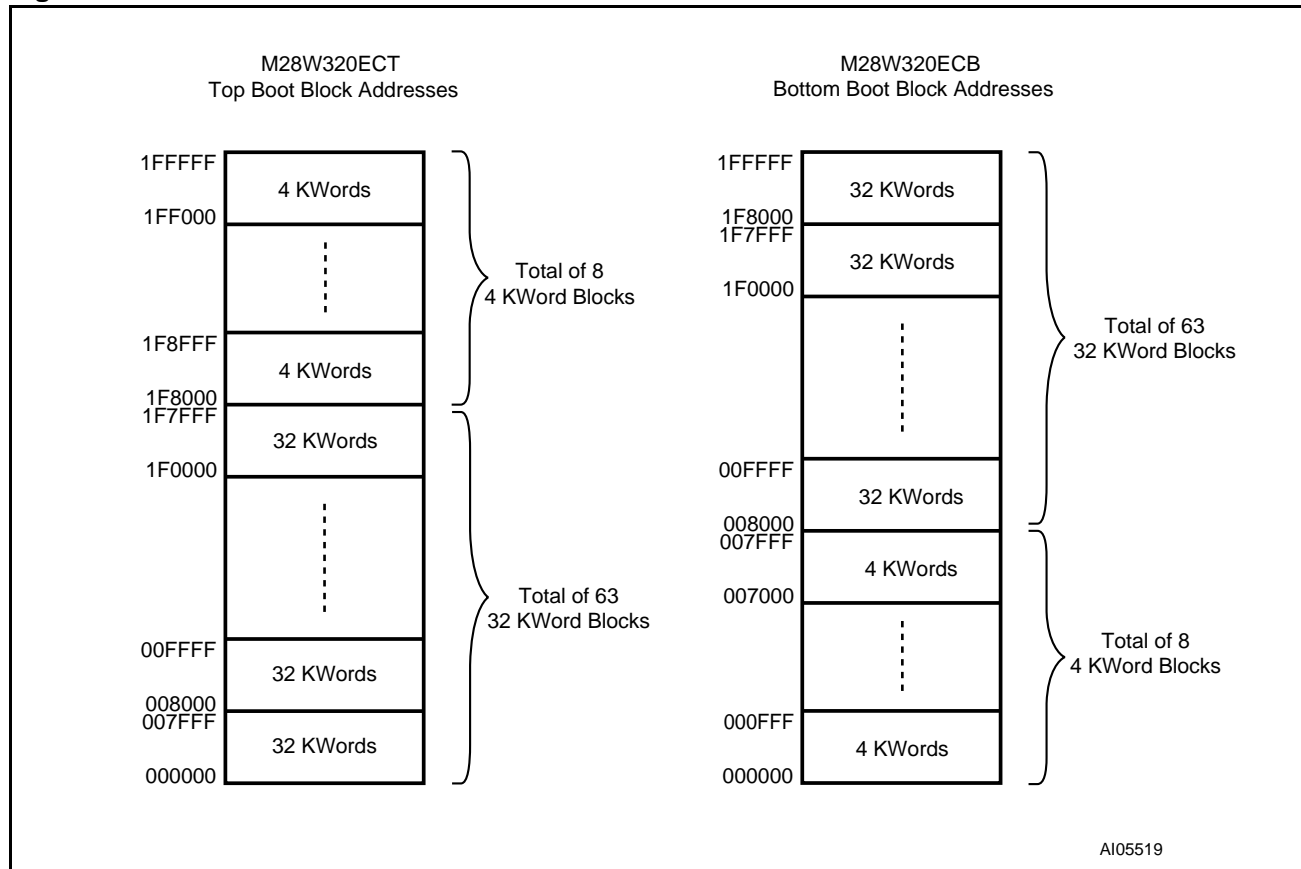 M28W320ECT
Top Boot Block Addresses
1FFFFF
4 KWords
1FF000
1F8FFF
4 KWords
1F8000
1F7FFF
32 KWords
1F0000
00FFFF
32 KWords
008000
007FFF
32 KWords
000000
Total of 8
4 KWord Blocks
Total of 63
32 KWord Blocks
M28W320ECB
Bottom Boot Block Addresses
1FFFFF
32 KWords
1F8000
1F7FFF
32 KWords
1F0000
00FFFF
32 KWords
008000
007FFF
4 KWords
007000
000FFF
4 KWords
000000
Total of 63
32 KWord Blocks
Total of 8
4 KWord Blocks
AI05519